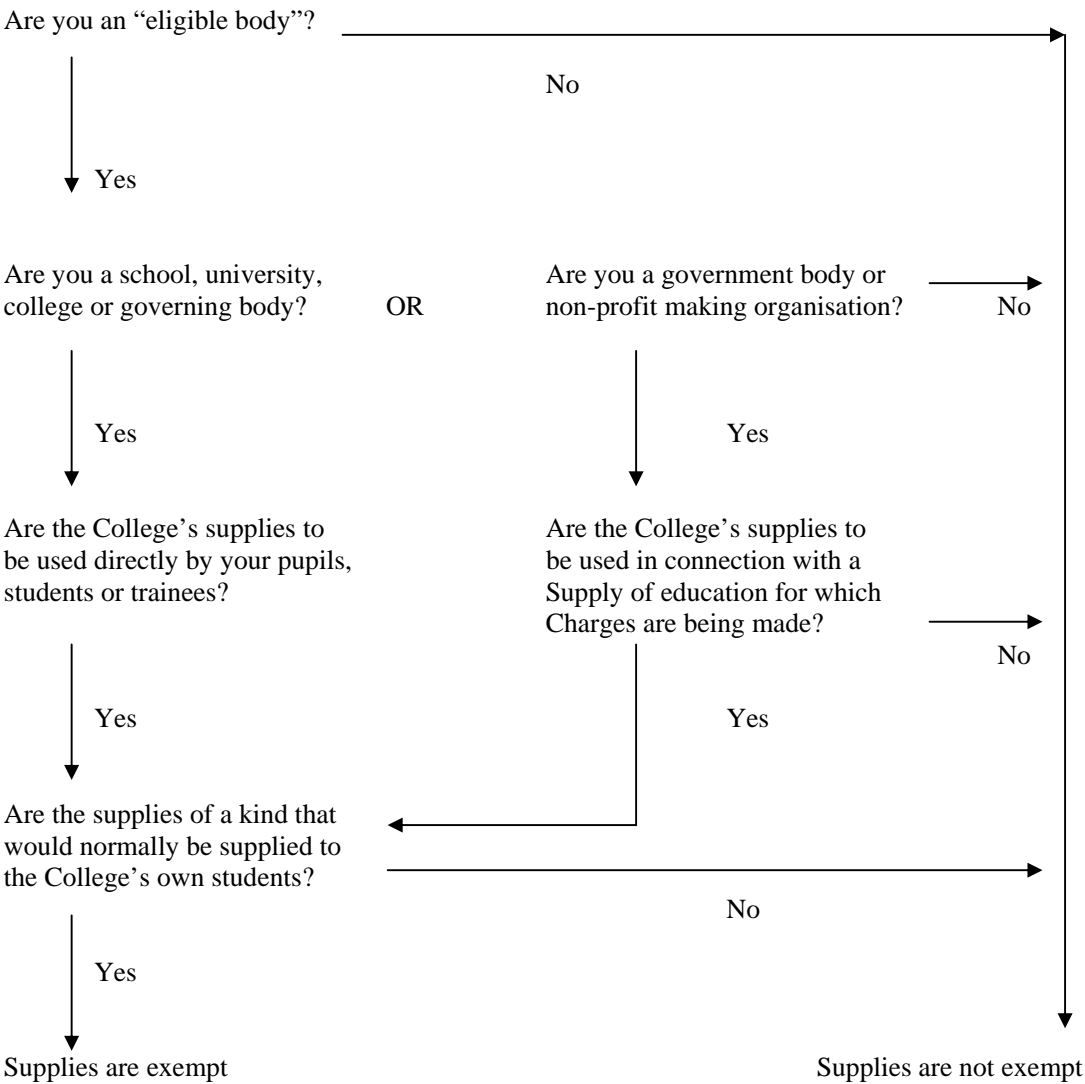 Are you an “eligible body”?
No
Yes
Are you a school, university,
college or governing body?
OR
Are you a government body or
non-profit making organisation?
No
Yes
Yes
Are the College’s supplies to
be used directly by your pupils,
students or trainees?
Are the College’s supplies to
be used in connection with a
Supply of education for which
Charges are being made?
No
Yes
Yes
Are the supplies of a kind that
would normally be supplied to
the College’s own students?
No
Yes
Supplies are exempt
Supplies are not exempt